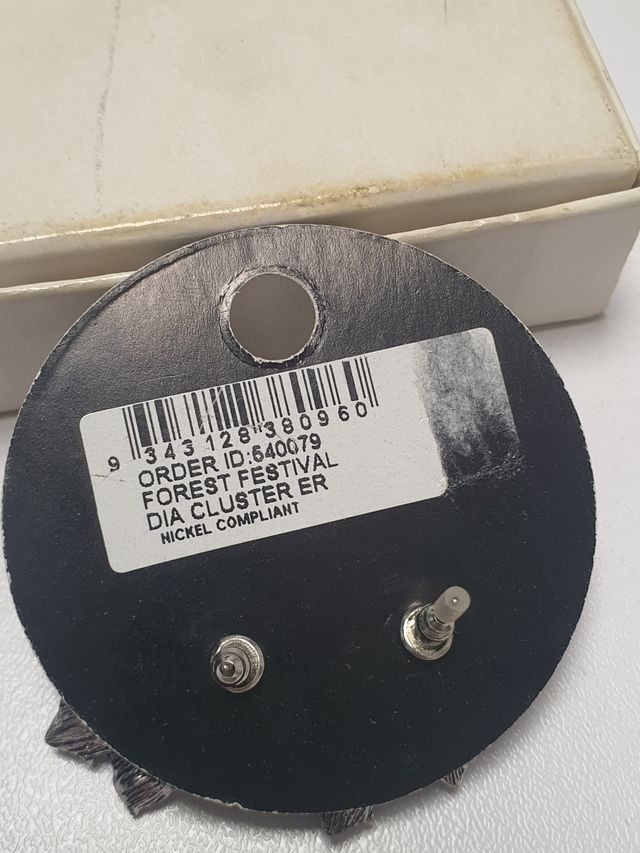 9 343128 380960
ORDER ID:640079
FOREST FESTIVAL
DIA CLUSTER ER
NICKEL COMPLIANT